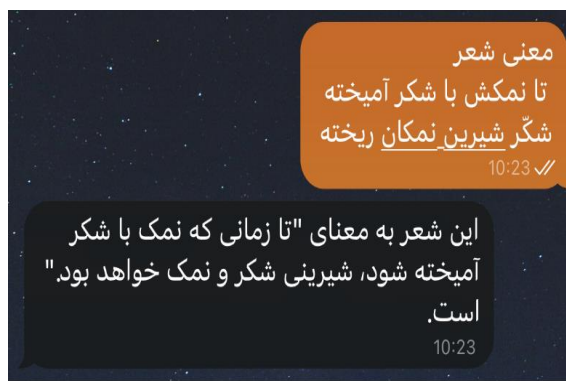 معنی شعر
تا نمکش با شکر آمیخته
شکّر شیرین نمکان ریخته
10:23
این شعر به معنای "تا زمانی که نمک با شکر
آمیخته شود، شیرینی شکر و نمک خواهد بود."
است.
10:23